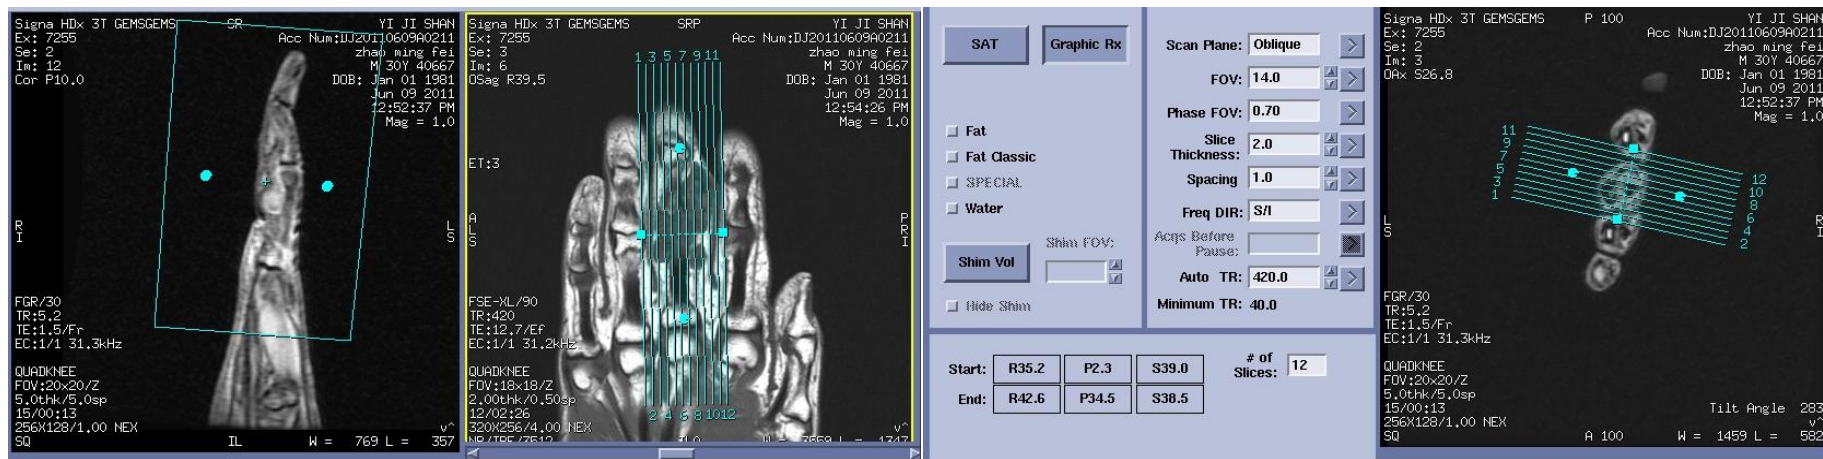 Signa HDx 3T GEMSGEMS SR YI JI SHAN
Ex: 7255 Acc Num:DJ20110609A0211
Se: 2 zhao ming fei
Im: 12 M 30Y 40667
Cor P10.0 DOB: Jan 01 1981
Jun 09 2011
12:52:37 PM
Mag = 1.0
R
I
L
S
FGR/30
TR:5.2
TE:1.5/Fr
EC:1/1 31.3kHz
QUADKNEE
FOV:20x20/Z
5.0thk/5.0sp
15/00:13
256X128/1.00 NEX v^
SQ IL W = 769 L = 357
Signa HDx 3T GEMSGEMS SRP YI JI SHAN
Ex: 7255 Acc Num:DJ20110609A0211
Se: 3 zhao ming fei
Im: 6 M 30Y 40667
OSag R39.5 DOB: Jan 01 1981
Jun 09 2011
12:54:26 PM
Mag = 1.0
1 3 5 7 9 11
ET:3
A
L
S
P
R
I
FSE-XL/90
TR:420
TE:12.7/Ef
EC:1/1 31.2kHz
QUADKNEE
FOV:18x18/Z
2.00thk/0.50sp
12/02:26
2 4 6 8 1012
320X256/4.00 NEX v^
SAT
Graphic Rx
Fat
Fat Classic
SPECIAL
Water
Shim Vol
Shim FOV:
Hide Shim
Scan Plane: Oblique
FOV: 14.0
Phase FOV: 0.70
Slice
Thickness: 2.0
Spacing 1.0
Freq DIR: S/I
Acqs Before
Pause:
Auto TR: 420.0
Minimum TR: 40.0
Start: R35.2 P2.3 S39.0
End: R42.6 P34.5 S38.5
# of
Slices: 12
Signa HDx 3T GEMSGEMS P 100 YI JI SHAN
Ex: 7255 Acc Num:DJ20110609A0211
Se: 2 zhao ming fei
Im: 3 M 30Y 40667
OAx S26.8 DOB: Jan 01 1981
Jun 09 2011
12:52:37 PM
Mag = 1.0
11
9
7
5
3
1
12
10
8
6
4
2
L
S
R
I
FGR/30
TR:5.2
TE:1.5/Fr
EC:1/1 31.3kHz
QUADKNEE
FOV:20x20/Z
5.0thk/5.0sp
15/00:13 Tilt Angle 283
256X128/1.00 NEX v^
SQ A 100 W = 1459 L = 582